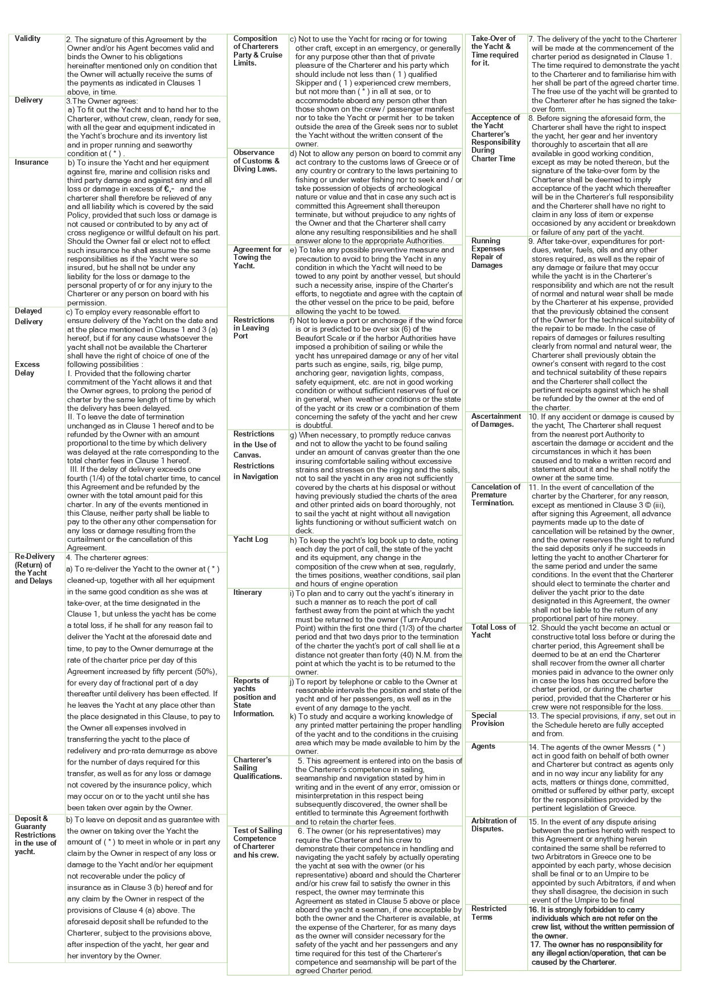 Validity
2. The signature of this Agreement by the
Owner and/or his Agent becomes valid and
binds the Owner to his obligations
hereinafter mentioned only on condition that
the Owner will actually receive the sums of
the payments as indicated in Clauses 1
above, in time.
Delivery
3.The Owner agrees:
a) To fit out the Yacht and to hand her to the
Charterer, without crew, clean, ready for sea,
with all the gear and equipment indicated in
the Yacht's brochure and its inventory list
and in proper running and seaworthy
condition at ( * ) .
Insurance
b) To insure the Yacht and her equipment
against fire, marine and collision risks and
third party damage and against any and all
loss or damage in excess of €,- and the
charterer shall therefore be relieved of any
and all liability which is covered by the said
Policy, provided that such loss or damage is
not caused or contributed to by any act of
cross negligence or willful default on his part.
Should the Owner fail or elect not to effect
such insurance he shall assume the same
responsibilities as if the Yacht were so
insured, but he shall not be under any
liability for the loss or damage to the
personal property of or for any injury to the
Charterer or any person on board with his
permission.
Delayed
Delivery
Excess
Delay
c) To employ every reasonable effort to
ensure delivery of the Yacht on the date and
at the place mentioned in Clause 1 and 3 (a)
hereof, but if for any cause whatsoever the
yacht shall not be available the Charterer
shall have the right of choice of one of the
following possibilities :
I. Provided that the following charter
commitment of the Yacht allows it and that
the Owner agrees, to prolong the period of
charter by the same length of time by which
the delivery has been delayed.
II. To leave the date of termination
unchanged as in Clause 1 hereof and to be
refunded by the Owner with an amount
proportional to the time by which delivery
was delayed at the rate corresponding to the
total charter fees in Clause 1 hereof.
III. If the delay of delivery exceeds one
fourth (1/4) of the total charter time, to cancel
this Agreement and be refunded by the
owner with the total amount paid for this
charter. In any of the events mentioned in
this Clause, neither party shall be liable to
pay to the other any other compensation for
any loss or damage resulting from the
curtailment or the cancellation of this
Agreement.
Re-Delivery
(Return) of
the Yacht
and Delays
4. The charterer agrees:
a) To re-deliver the Yacht to the owner at ( * )
cleaned-up, together with all her equipment
in the same good condition as she was at
take-over, at the time designated in the
Clause 1, but unless the yacht has be come
a total loss, if he shall for any reason fail to
deliver the Yacht at the aforesaid date and
time, to pay to the Owner demurrage at the
rate of the charter price per day of this
Agreement increased by fifty percent (50%),
for every day of fractional part of a day
thereafter until delivery has been effected. If
he leaves the Yacht at any place other than
the place designated in this Clause, to pay to
the Owner all expenses involved in
transferring the yacht to the place of
redelivery and pro-rata demurrage as above
for the number of days required for this
transfer, as well as for any loss or damage
not covered by the insurance policy, which
may occur on or to the yacht until she has
been taken over again by the Owner.
Deposit &
Guaranty
Restrictions
in the use of
yacht.
b) To leave on deposit and as guarantee with
the owner on taking over the Yacht the
amount of ( * ) to meet in whole or in part any
claim by the Owner in respect of any loss or
damage to the Yacht and/or her equipment
not recoverable under the policy of
insurance as in Clause 3 (b) hereof and for
any claim by the Owner in respect of the
provisions of Clause 4 (a) above. The
aforesaid deposit shall be refunded to the
Charterer, subject to the provisions above,
after inspection of the yacht, her gear and
her inventory by the Owner.
Composition
of Charterers
Party & Cruise
Limits.
c) Not to use the Yacht for racing or for towing
other craft, except in an emergency, or generally
for any purpose other than that of private
pleasure of the Charterer and his party which
should include not less than ( 1 ) qualified
Skipper and ( 1 ) experienced crew members,
but not more than ( * ) in all at sea, or to
accommodate aboard any person other than
those shown on the crew / passenger manifest
nor to take the Yacht or permit her to be taken
outside the area of the Greek seas nor to sublet
the Yacht without the written consent of the
owner.
Observance
of Customs &
Diving Laws.
d) Not to allow any person on board to commit any
act contrary to the customs laws of Greece or of
any country or contrary to the laws pertaining to
fishing or under water fishing nor to seek and / or
take possession of objects of archeological
nature or value and that in case any such act is
committed this Agreement shall thereupon
terminate, but without prejudice to any rights of
the Owner and that the Charterer shall carry
alone any resulting responsibilities and he shall
answer alone to the appropriate Authorities.
Agreement for
Towing the
Yacht.
e) To take any possible preventive measure and
precaution to avoid to bring the Yacht in any
condition in which the Yacht will need to be
towed to any point by another vessel, but should
such a necessity arise, inspire of the Charter's
efforts, to negotiate and agree with the captain of
the other vessel on the price to be paid, before
allowing the yacht to be towed.
Restrictions
in Leaving
Port
f) Not to leave a port or anchorage if the wind force
is or is predicted to be over six (6) of the
Beaufort Scale or if the harbor Authorities have
imposed a prohibition of sailing or while the
yacht has unrepaired damage or any of her vital
parts such as engine, sails, rig, bilge pump,
anchoring gear, navigation lights, compass,
safety equipment, etc. are not in good working
condition or without sufficient reserves of fuel or
in general, when weather conditions or the state
of the yacht or its crew or a combination of them
concerning the safety of the yacht and her crew
is doubtful.
Restrictions
in the Use of
Canvas.
Restrictions
in Navigation
g) When necessary, to promptly reduce canvas
and not to allow the yacht to be found sailing
under an amount of canvas greater than the one
insuring comfortable sailing without excessive
strains and stresses on the rigging and the sails,
not to sail the yacht in any area not sufficiently
covered by the charts at his disposal or without
having previously studied the charts of the area
and other printed aids on board thoroughly, not
to sail the yacht at night without all navigation
lights functioning or without sufficient watch on
deck.
Yacht Log
h) To keep the yacht's log book up to date, noting
each day the port of call, the state of the yacht
and its equipment, any change in the
composition of the crew when at sea, regularly,
the times positions, weather conditions, sail plan
and hours of engine operation
Itinerary
i) To plan and to carry out the yacht's itinerary in
such a manner as to reach the port of call
farthest away from the point at which the yacht
must be returned to the owner (Turn-Around
Point) within the first one third (1/3) of the charter
period and that two days prior to the termination
of the charter the yacht's port of call shall lie at a
distance not greater than forty (40) N.M. from the
point at which the yacht is to be returned to the
owner.
Reports of
yachts
position and
State
Information.
j) To report by telephone or cable to the Owner at
reasonable intervals the position and state of the
yacht and of her passengers, as well as in the
event of any damage to the yacht.
k) To study and acquire a working knowledge of
any printed matter pertaining the proper handling
of the yacht and to the conditions in the cruising
area which may be made available to him by the
owner.
Charterer's
Sailing
Qualifications.
5. This agreement is entered into on the basis of
the Charterer's competence in sailing,
seamanship and navigation stated by him in
writing and in the event of any error, omission or
misinterpretation in this respect being
subsequently discovered, the owner shall be
entitled to terminate this Agreement forthwith
and to retain the charter fees.
Test of Sailing
Competence
of Charterer
and his crew.
6. The owner (or his representatives) may
require the Charterer and his crew to
demonstrate their competence in handling and
navigating the yacht safely by actually operating
the yacht at sea with the owner (or his
representative) aboard and should the Charterer
and/or his crew fail to satisfy the owner in this
respect, the owner may terminate this
Agreement as stated in Clause 5 above or place
aboard the yacht a seaman, if one acceptable by
both the owner and the Charterer is available, at
the expense of the Charterer, for as many days
as the owner will consider necessary for the
safety of the yacht and her passengers and any
time required for this test of the Charterer's
competence and seamanship will be part of the
agreed Charter period.
Take-Over of
the Yacht &
Time required
for it.
7. The delivery of the yacht to the Charterer
will be made at the commencement of the
charter period as designated in Clause 1.
The time required to demonstrate the yacht
to the Charterer and to familiarise him with
her shall be part of the agreed charter time.
The free use of the yacht will be granted to
the Charterer after he has signed the take-
over form.
Acceptence of
the Yacht
Charterer's
Responsibility
During
Charter Time
8. Before signing the aforesaid form, the
Charterer shall have the right to inspect
the yacht, her gear and her inventory
thoroughly to ascertain that all are
available in good working condition,
except as may be noted thereon, but the
signature of the take-over form by the
Charterer shall be deemed to imply
acceptance of the yacht which thereafter
will be in the Charterer's full responsibility
and the Charterer shall have no right to
claim in any loss of item or expense
occasioned by any accident or breakdown
or failure of any part of the yacht.
Running
Expenses
Repair of
Damages
9. After take-over, expenditures for port-
dues, water, fuels, oils and any other
stores required, as well as the repair of
any damage or failure that may occur
while the yacht is in the Charterer's
responsibility and which are not the result
of normal and natural wear shall be made
by the Charterer at his expense, provided
that the previously obtained the consent
of the Owner for the technical suitability of
the repair to be made. In the case of
repairs of damages or failures resulting
clearly from normal and natural wear, the
Charterer shall previously obtain the
owner's consent with regard to the cost
and technical suitability of these repairs
and the Charterer shall collect the
pertinent receipts against which he shall
be refunded by the owner at the end of
the charter.
Ascertainment
of Damages.
10. If any accident or damage is caused by
the yacht, The Charterer shall request
from the nearest port Authority to
ascertain the damage or accident and the
circumstances in which it has been
caused and to make a written record and
statement about it and he shall notify the
owner at the same time.
Cancelation of
Premature
Termination.
11. In the event of cancellation of the
charter by the Charterer, for any reason,
except as mentioned in Clause 3 © (iii),
after signing this Agreement, all advance
payments made up to the date of
cancellation will be retained by the owner,
and the owner reserves the right to refund
the said deposits only if he succeeds in
letting the yacht to another Charterer for
the same period and under the same
conditions. In the event that the Charterer
should elect to terminate the charter and
deliver the yacht prior to the date
designated in this Agreement, the owner
shall not be liable to the return of any
proportional part of hire money.
Total Loss of
Yacht
12. Should the yacht become an actual or
constructive total loss before or during the
charter period, this Agreement shall be
deemed to be at an end the Charterer
shall recover from the owner all charter
monies paid in advance to the owner only
in case the loss has occurred before the
charter period, or during the charter
period, provided that the Charterer or his
crew were not responsible for the loss.
Special
Provision
13. The special provisions, if any, set out in
the Schedule hereto are fully accepted
and from.
Agents
14. The agents of the owner Messrs ( * )
act in good faith on behalf of both owner
and Charterer but contract as agents only
and in no way incur any liability for any
acts, matters or things done, committed,
omitted or suffered by either party, except
for the responsibilities provided by the
pertinent legislation of Greece.
Arbitration of
Disputes.
15. In the event of any dispute arising
between the parties hereto with respect to
this Agreement or anything herein
contained the same shall be referred to
two Arbitrators in Greece one to be
appointed by each party, whose decision
shall be final or to an Umpire to be
appointed by such Arbitrators, if and when
they shall disagree, the decision in such
event of the Umpire to be final
Restricted
Terms
16. It is strongly forbidden to carry
individuals which are not refer on the
crew list, without the written permission of
the owner.
17. The owner has no responsibility for
any illegal action/operation, that can be
caused by the Charterer.